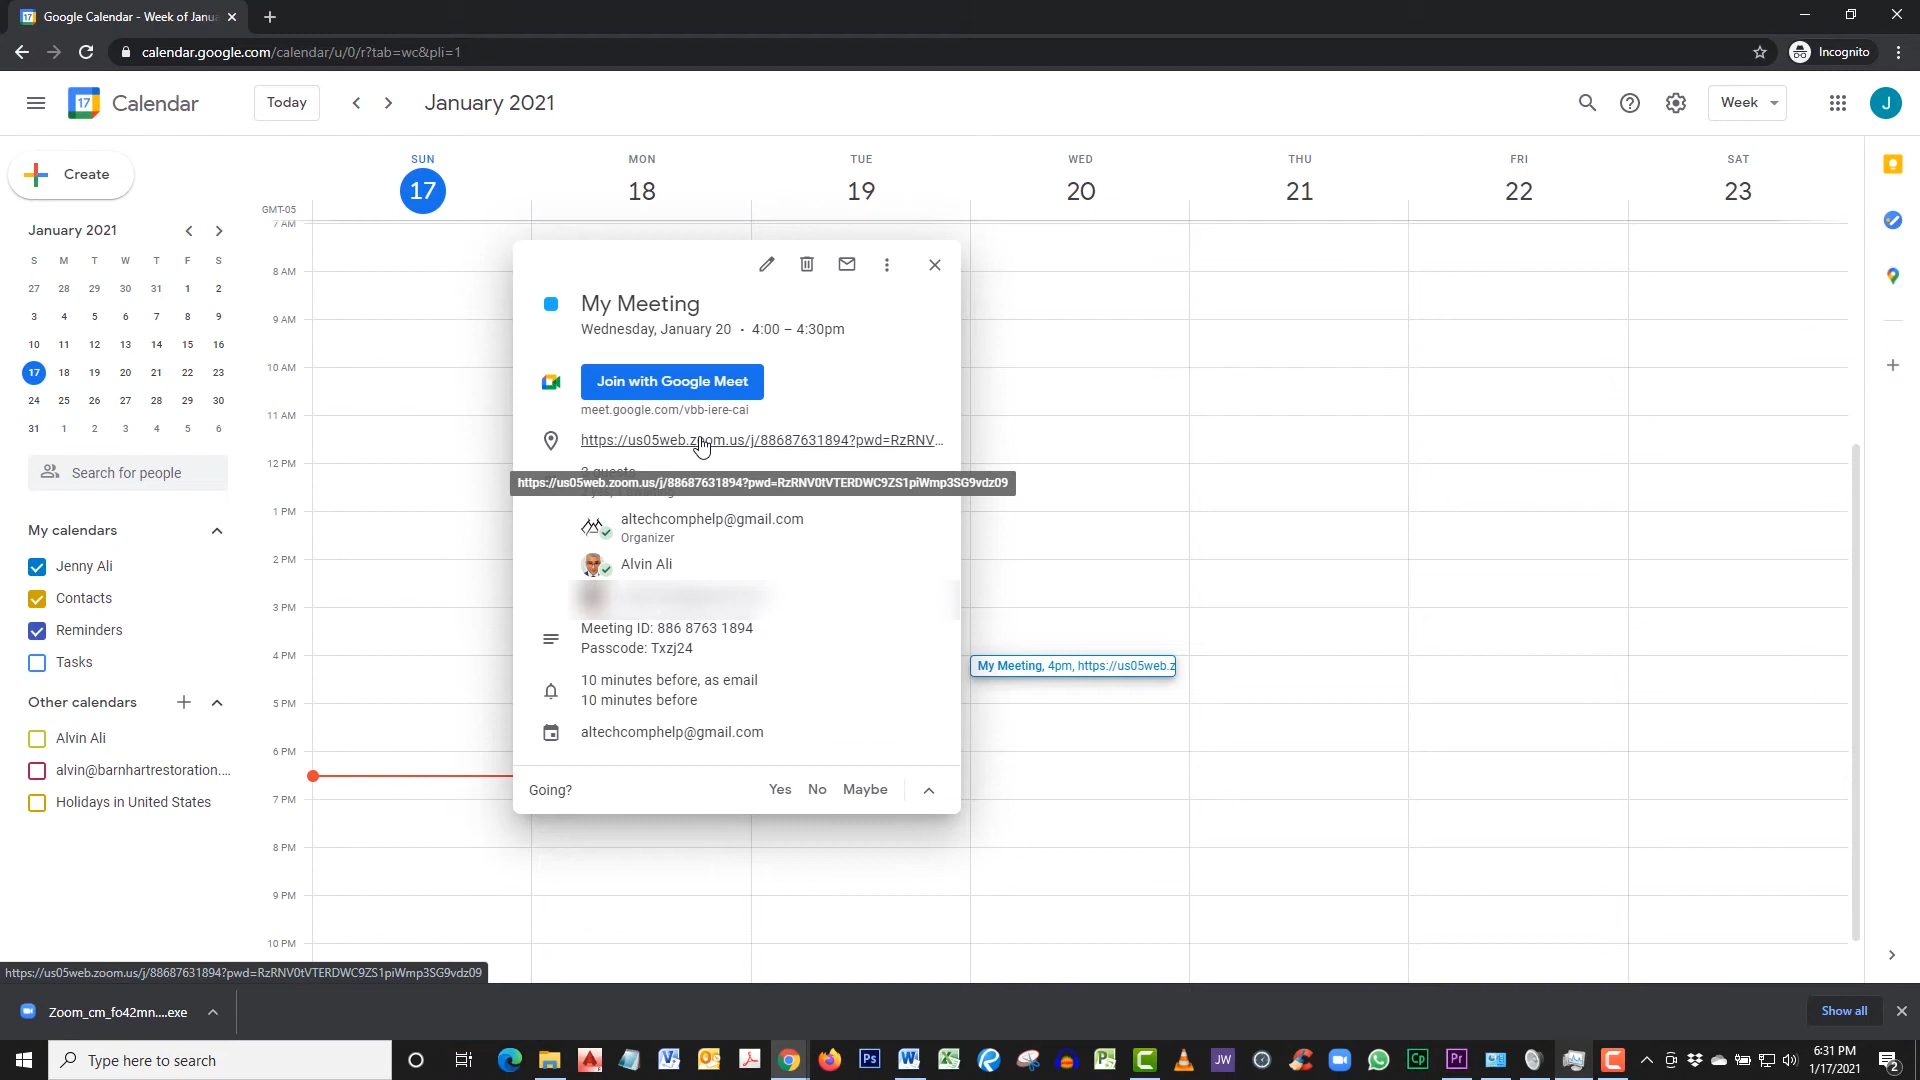 Google Calendar - Week of Janua
calendar.google.com/calendar/u/0/r?tab=wc&pli=1
Incognito
17
Calendar
Today
January 2021
Week
J
Create
January 2021
S M T W T F S
27 28 29 30 31 1 2
3 4 5 6 7 8 9
10 11 12 13 14 15 16
17 18 19 20 21 22 23
24 25 26 27 28 29 30
31 1 2 3 4 5 6
Search for people
My calendars
Jenny Ali
Contacts
Reminders
Tasks
Other calendars
Alvin Ali
alvin@barnhartrestoration....
Holidays in United States
SUN MON TUE WED THU FRI SAT
17 18 19 20 21 22 23
GMT-05
7 AM
8 AM
9 AM
10 AM
11 AM
12 PM
1 PM
2 PM
3 PM
4 PM
5 PM
6 PM
7 PM
8 PM
9 PM
10 PM
My Meeting
Wednesday, January 20 • 4:00 – 4:30pm
Join with Google Meet
meet.google.com/vbb-iere-cai
https://us05web.zoom.us/j/88687631894?pwd=RzRNV...
https://us05web.zoom.us/j/88687631894?pwd=RzRNV0tVTERDWC9ZS1piWmp3SG9vdz09
altechcomphelp@gmail.com
Organizer
Alvin Ali
Meeting ID: 886 8763 1894
Passcode: Txzj24
10 minutes before, as email
10 minutes before
altechcomphelp@gmail.com
Going?
Yes No Maybe
My Meeting, 4pm, https://us05web.z
https://us05web.zoom.us/j/88687631894?pwd=RzRNV0tVTERDWC9ZS1piWmp3SG9vdz09
Zoom_cm_fo42mn....exe
Show all
Type here to search
6:31 PM
1/17/2021
2